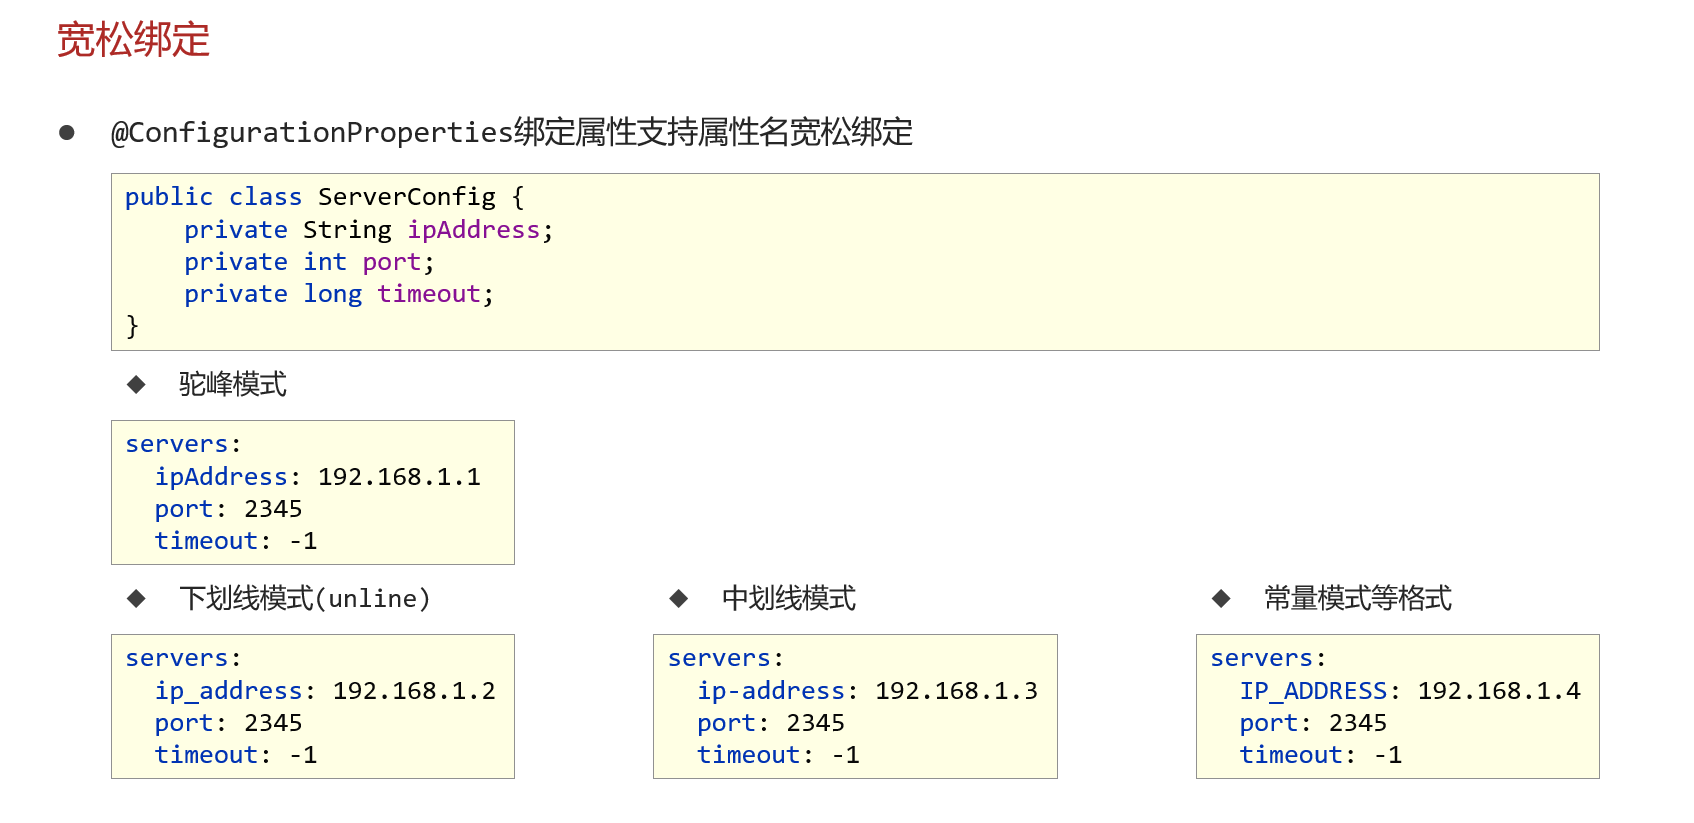 宽松绑定
● @ConfigurationProperties绑定属性支持属性名宽松绑定
public class ServerConfig {
    private String ipAddress;
    private int port;
    private long timeout;
}
◆ 驼峰模式
servers:
  ipAddress: 192.168.1.1
  port: 2345
  timeout: -1
◆ 下划线模式(unline)
servers:
  ip_address: 192.168.1.2
  port: 2345
  timeout: -1
◆ 中划线模式
servers:
  ip-address: 192.168.1.3
  port: 2345
  timeout: -1
◆ 常量模式等格式
servers:
  IP_ADDRESS: 192.168.1.4
  port: 2345
  timeout: -1